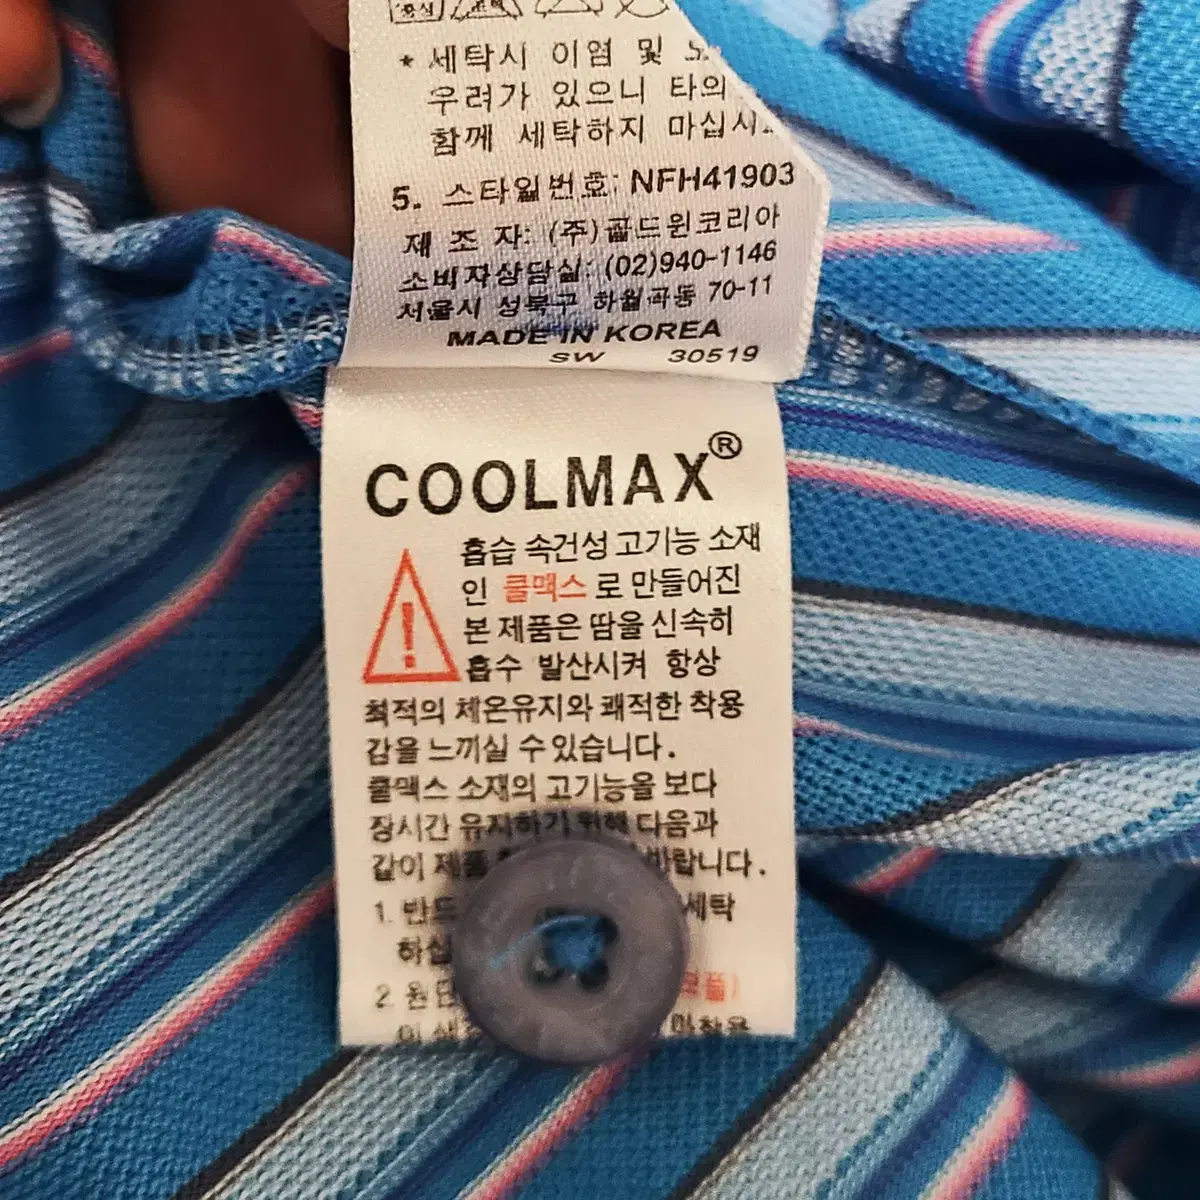 * 세탁시 이염 및
우려가 있으니 타의
함께 세탁하지 마십시
5. 스타일번호: NFH41903
제 조 자: (주)골드윈코리아
소비자상담실: (02)940-1146
서울시 성북구 하월곡동 70-11
MADE IN KOREA
SW 30519
COOLMAX®
흡습 속건성 고기능 소재
인 쿨맥스 로 만들어진
본 제품은 땀을 신속히
흡수 발산시켜 항상
최적의 체온유지와 쾌적한 착용
감을 느끼실 수 있습니다.
쿨맥스 소재의 고기능을 보다
장시간 유지하기 위해 다음과
같이 제품 바랍니다.
1. 반드 세탁
하십
2. 원단